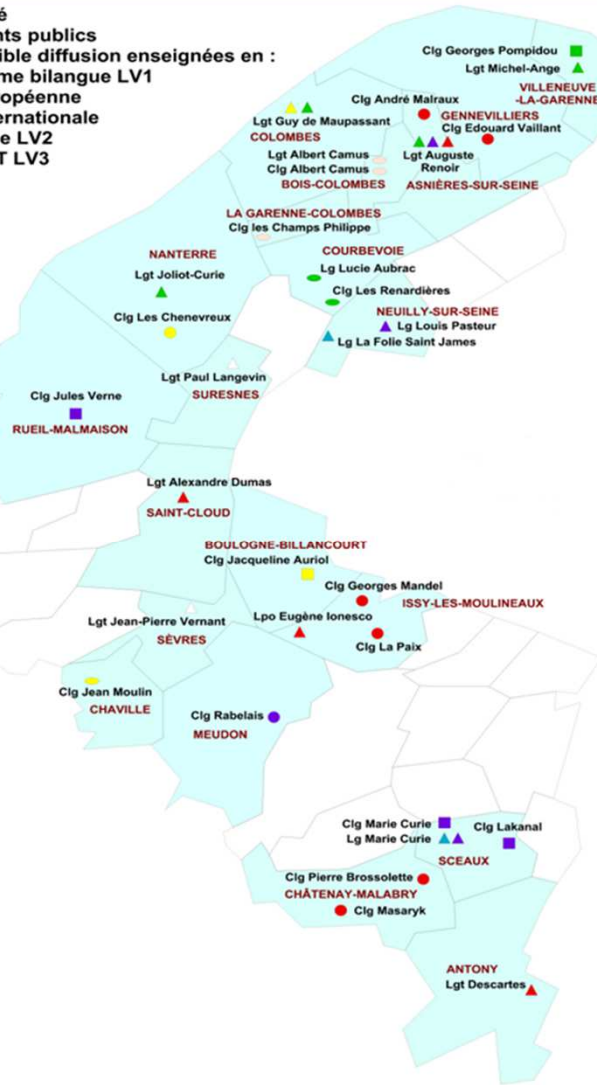 é
nts publics
ible diffusion enseignées en :
me bilangue LV1
ropéenne
ernationale
e LV2
T LV3
Clg Georges Pompidou
Lgt Michel-Ange
VILLENEUVE
-LA-GARENNE
Clg André Malraux
GENNEVILLIERS
Clg Edouard Vaillant
Lgt Guy de Maupassant
COLOMBES
Lgt Albert Camus
Clg Albert Camus
BOIS-COLOMBES
Lgt Auguste
Renoir
ASNIÈRES-SUR-SEINE
LA GARENNE-COLOMBES
Clg les Champs Philippe
NANTERRE
Lgt Joliot-Curie
Clg Les Chenevreux
COURBEVOIE
Lg Lucie Aubrac
Clg Les Renardières
NEUILLY-SUR-SEINE
Lg Louis Pasteur
Lg La Folie Saint James
Lgt Paul Langevin
SURESNES
Clg Jules Verne
RUEIL-MALMAISON
Lgt Alexandre Dumas
SAINT-CLOUD
BOULOGNE-BILLANCOURT
Clg Jacqueline Auriol
Clg Georges Mandel
ISSY-LES-MOULINEAUX
Lgt Jean-Pierre Vernant
SÈVRES
Lpo Eugène Ionesco
Clg La Paix
Clg Jean Moulin
CHAVILLE
Clg Rabelais
MEUDON
Clg Marie Curie
Lg Marie Curie
Clg Lakanal
SCEAUX
Clg Pierre Brossolette
CHÂTENAY-MALABRY
Clg Masaryk
ANTONY
Lgt Descartes